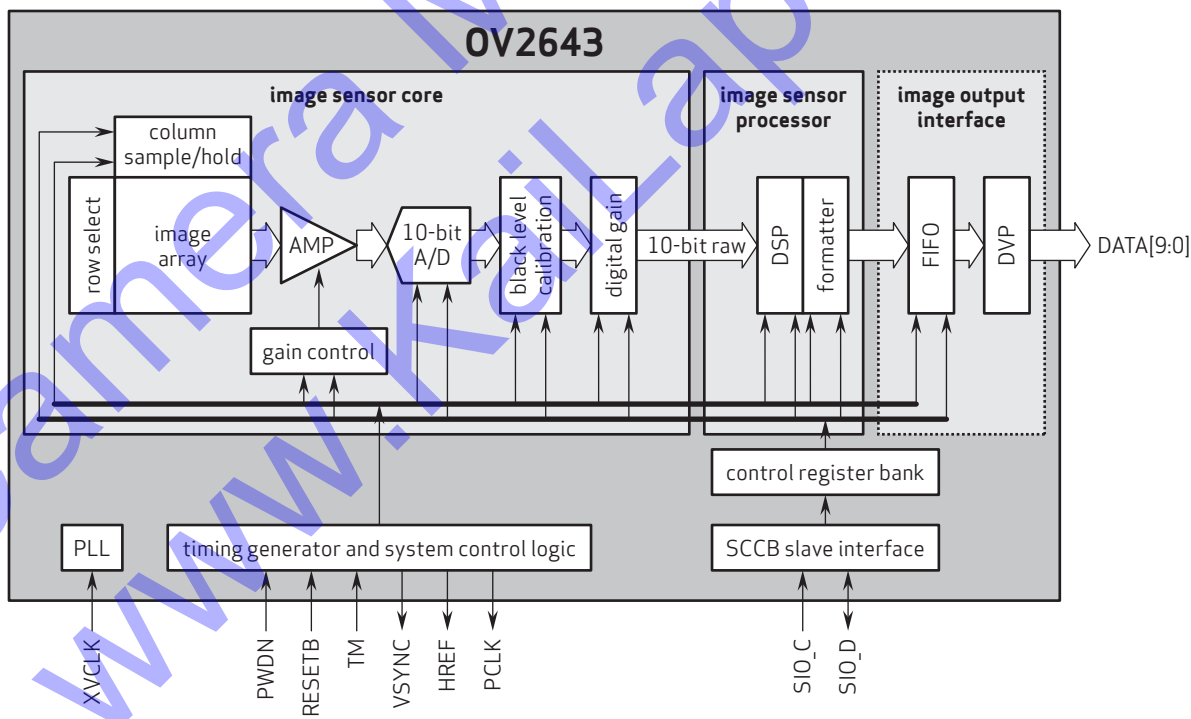 OV2643
image sensor core
image sensor
processor
image output
interface
column
sample/hold
row select
image
array
AMP
10-bit
A/D
black level
calibration
digital gain
10-bit raw
DSP
formatter
FIFO
DVP
DATA[9:0]
gain control
control register bank
PLL
timing generator and system control logic
SCCB slave interface
XVCLK
PWDN
RESETB
TM
VSYNC
HREF
PCLK
SIO_C
SIO_D
camera M
www.KaiLap